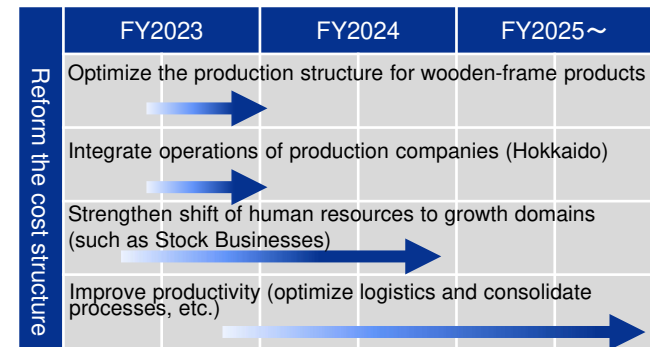 FY2023 FY2024 FY2025～
Reform the cost structure
Optimize the production structure for wooden-frame products
Integrate operations of production companies (Hokkaido)
Strengthen shift of human resources to growth domains
(such as Stock Businesses)
Improve productivity (optimize logistics and consolidate
processes, etc.)